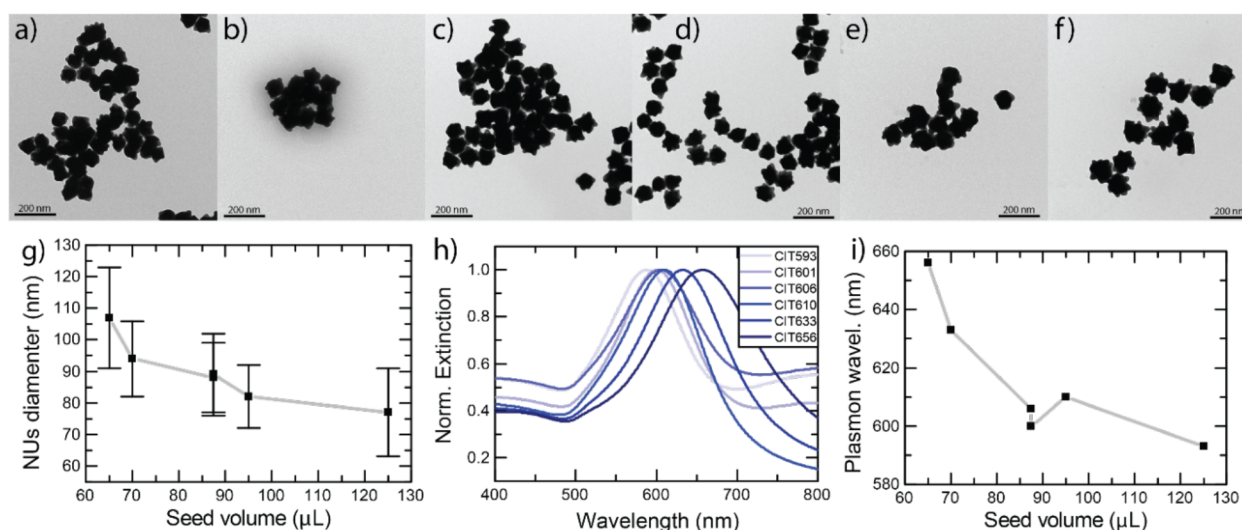 a)
b)
c)
d)
e)
f)
200 nm
200 nm
200 nm
200 nm
200 nm
200 nm
g)
NUs diamenter (nm)
130
120
110
100
90
80
70
60
60 70 80 90 100 110 120 130
Seed volume (µL)
h)
Norm. Extinction
1.0
0.8
0.6
0.4
0.2
CIT593
CIT601
CIT606
CIT610
CIT633
CIT656
400 500 600 700 800
Wavelength (nm)
i)
Plasmon wavel. (nm)
660
640
620
600
580
60 70 80 90 100 110 120 130
Seed volume (µL)